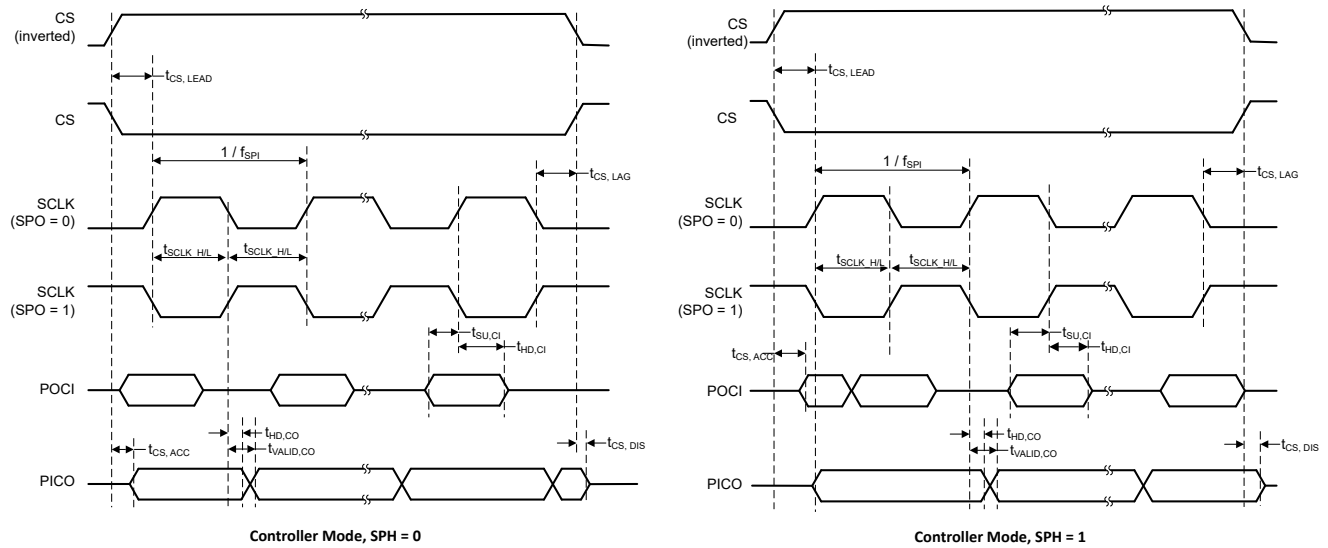 CS
(inverted)
tCS, LEAD
CS
1 / fSPI
tCS, LAG
SCLK
(SPO = 0)
tSCLK_H/L tSCLK_H/L
SCLK
(SPO = 1)
tSU,CI
tHD,CI
POCI
tHD,CO
tCS, ACC
tVALID,CO
tCS, DIS
PICO
Controller Mode, SPH = 0
CS
(inverted)
tCS, LEAD
CS
1 / fSPI
tCS, LAG
SCLK
(SPO = 0)
tSCLK_H/L tSCLK_H/L
SCLK
(SPO = 1)
tSU,CI
tCS, ACC
tHD,CI
POCI
tHD,CO
tVALID,CO
tCS, DIS
PICO
Controller Mode, SPH = 1